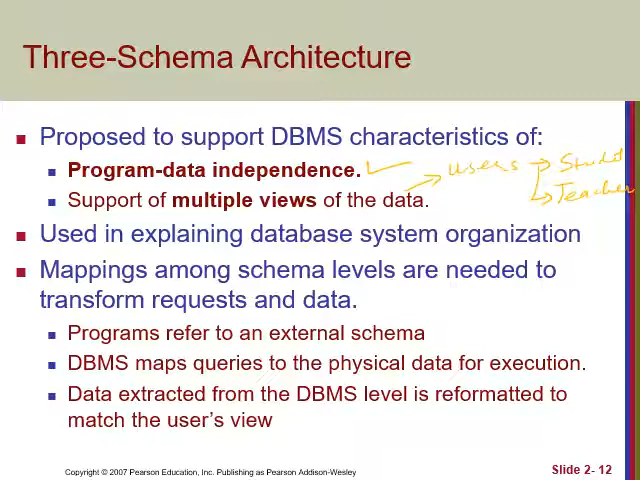 Three-Schema Architecture
Proposed to support DBMS characteristics of:
Program-data independence.
Support of multiple views of the data.
users
Student
Teacher
Used in explaining database system organization
Mappings among schema levels are needed to
transform requests and data.
Programs refer to an external schema
DBMS maps queries to the physical data for execution.
Data extracted from the DBMS level is reformatted to
match the user's view
Copyright © 2007 Pearson Education, Inc. Publishing as Pearson Addison-Wesley
Slide 2- 12